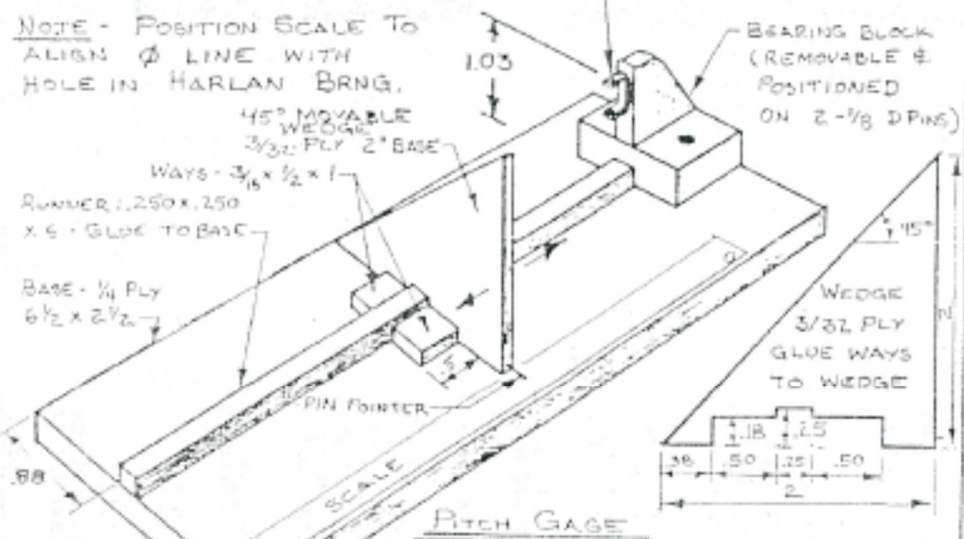 NOTE - POSITION SCALE TO
ALIGN ₵ LINE WITH
HOLE IN HARLAN BRNG.
1.03
BEARING BLOCK
(REMOVABLE &
POSITIONED
ON 2-1/8 D PINS)
45° MOVABLE
WEDGE
3/32 PLY 2" BASE
WAYS - 3/16 x 1/2 x 1
RUNNER: .250 x .250
x 6 - GLUE TO BASE
BASE - 1/4 PLY
6 1/2 x 2 1/2
.5
PIN POINTER
SCALE
0
.88
45°
WEDGE
3/32 PLY
GLUE WAYS
TO WEDGE
2
.18
.25
.38
.50
.25
.50
2
PITCH GAGE